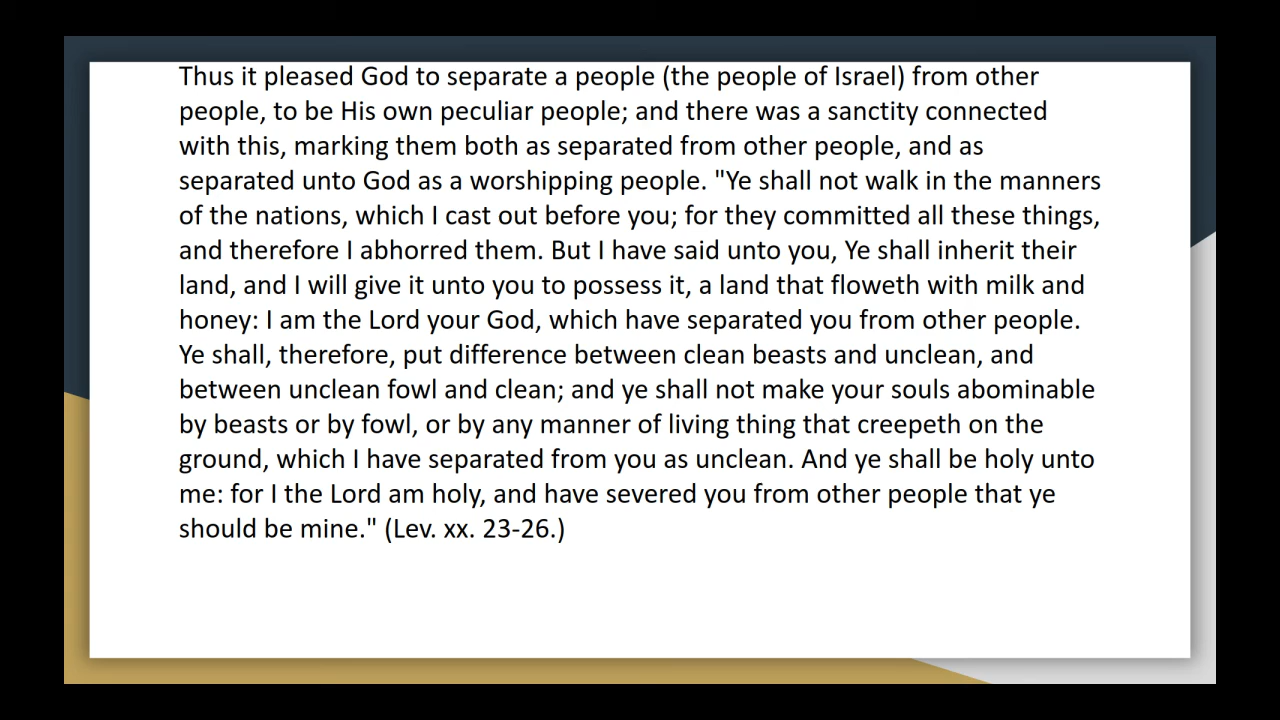 Thus it pleased God to separate a people (the people of Israel) from other
people, to be His own peculiar people; and there was a sanctity connected
with this, marking them both as separated from other people, and as
separated unto God as a worshipping people. "Ye shall not walk in the manners
of the nations, which I cast out before you; for they committed all these things,
and therefore I abhorred them. But I have said unto you, Ye shall inherit their
land, and I will give it unto you to possess it, a land that floweth with milk and
honey: I am the Lord your God, which have separated you from other people.
Ye shall, therefore, put difference between clean beasts and unclean, and
between unclean fowl and clean; and ye shall not make your souls abominable
by beasts or by fowl, or by any manner of living thing that creepeth on the
ground, which I have separated from you as unclean. And ye shall be holy unto
me: for I the Lord am holy, and have severed you from other people that ye
should be mine." (Lev. xx. 23-26.)